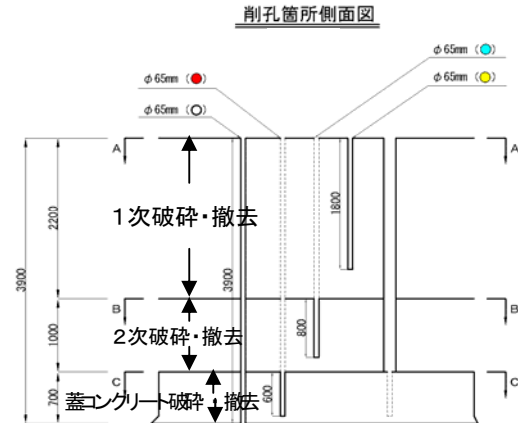 削孔箇所側面図
φ65mm (●)
φ65mm (●)
φ65mm (●)
φ65mm (○)
A
A
1800
1次破砕・撤去
2200
3900
3900
B
B
800
2次破砕・撤去
1000
C
C
600
700
蓋コンクリート破砕・撤去